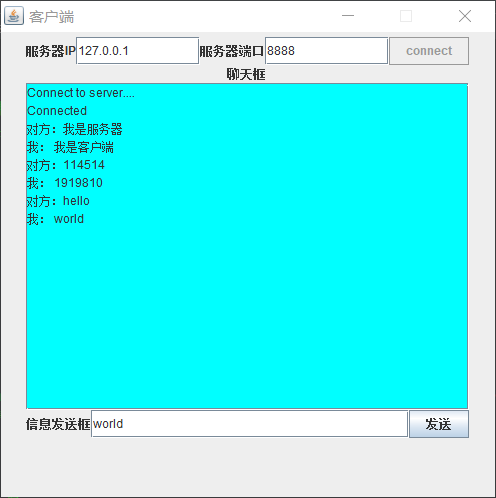 客户端
服务器IP 127.0.0.1 服务器端口 8888 connect
聊天框
Connect to server....
Connected
对方：我是服务器
我： 我是客户端
对方：114514
我： 1919810
对方：hello
我： world
信息发送框 world 发送